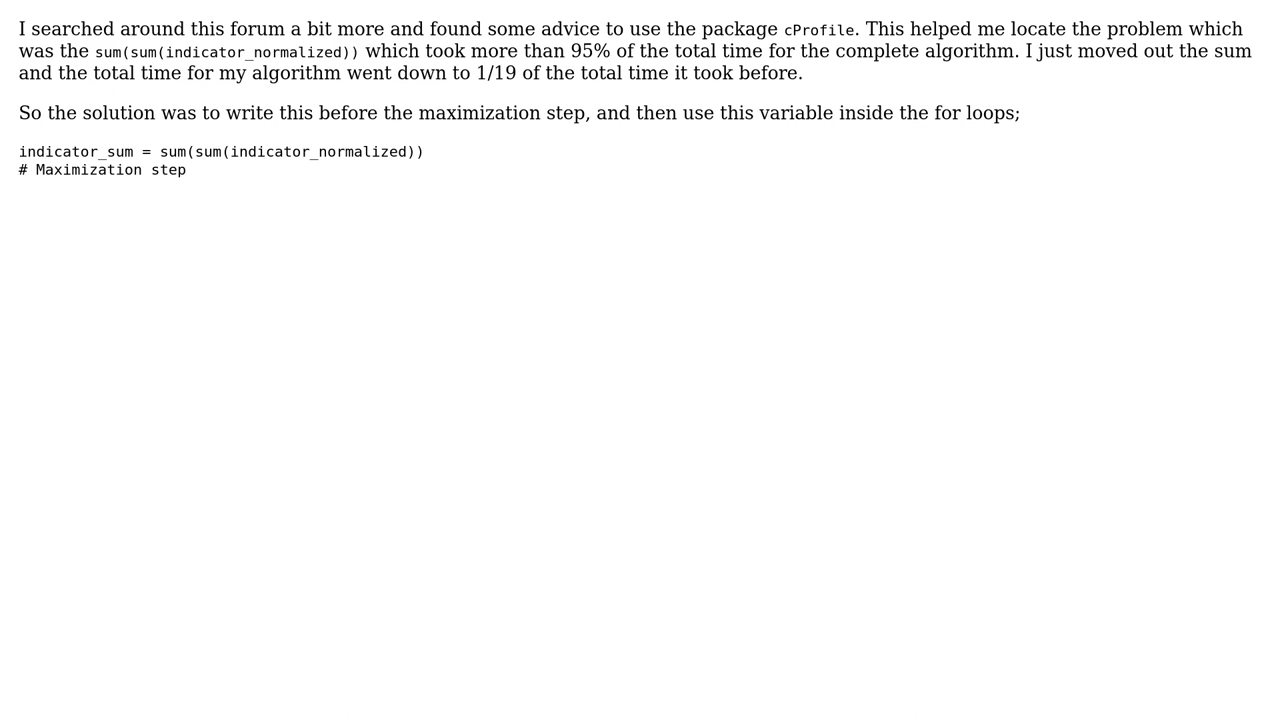 I searched around this forum a bit more and found some advice to use the package cProfile. This helped me locate the problem which
was the sum(sum(indicator_normalized)) which took more than 95% of the total time for the complete algorithm. I just moved out the sum
and the total time for my algorithm went down to 1/19 of the total time it took before.
So the solution was to write this before the maximization step, and then use this variable inside the for loops;
indicator_sum = sum(sum(indicator_normalized))
# Maximization step